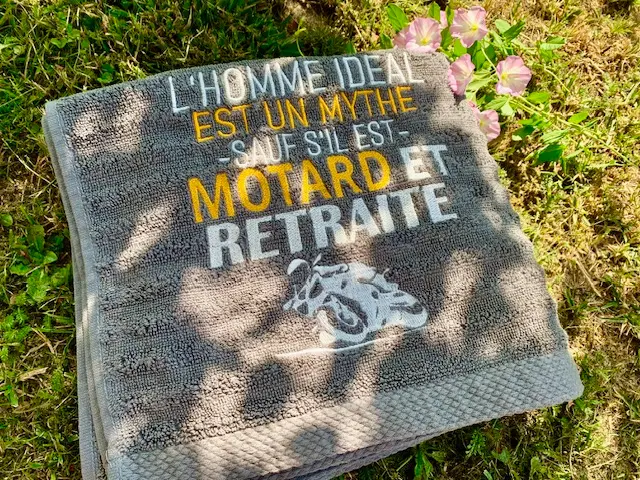 L'HOMME IDEAL
EST UN MYTHE
-SAUF S'IL EST-
MOTARD ET
RETRAITE